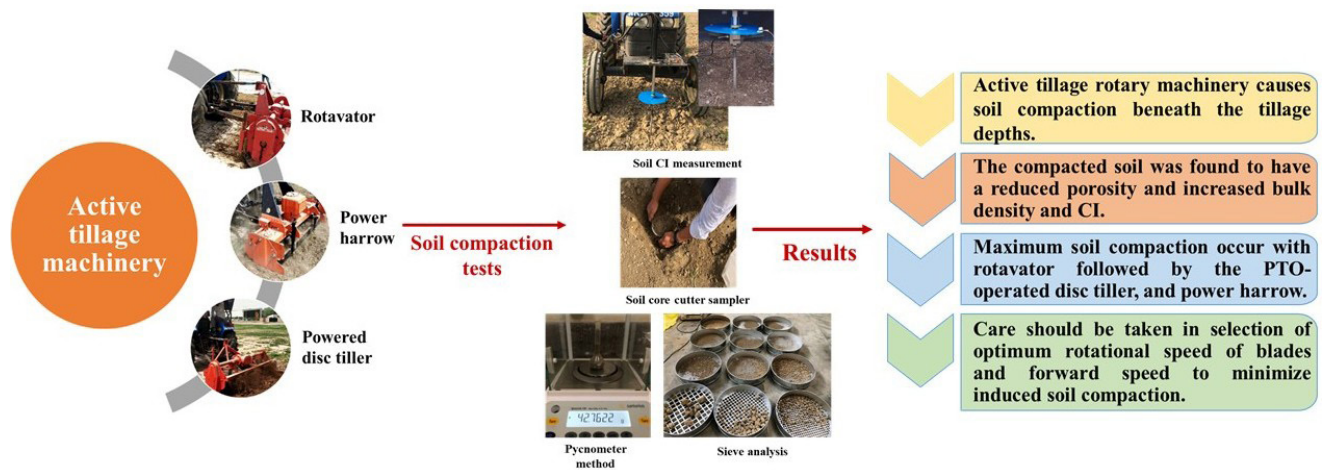 Active
tillage
machinery
Rotavator
Power
harrow
Powered
disc tiller
Soil compaction
tests
Soil CI measurement
Soil core cutter sampler
42.7622
Pycnometer
method
Sieve analysis
Results
Active tillage rotary machinery causes
soil compaction beneath the tillage
depths.
The compacted soil was found to have
a reduced porosity and increased bulk
density and CI.
Maximum soil compaction occur with
rotavator followed by the PTO-
operated disc tiller, and power harrow.
Care should be taken in selection of
optimum rotational speed of blades
and forward speed to minimize
induced soil compaction.